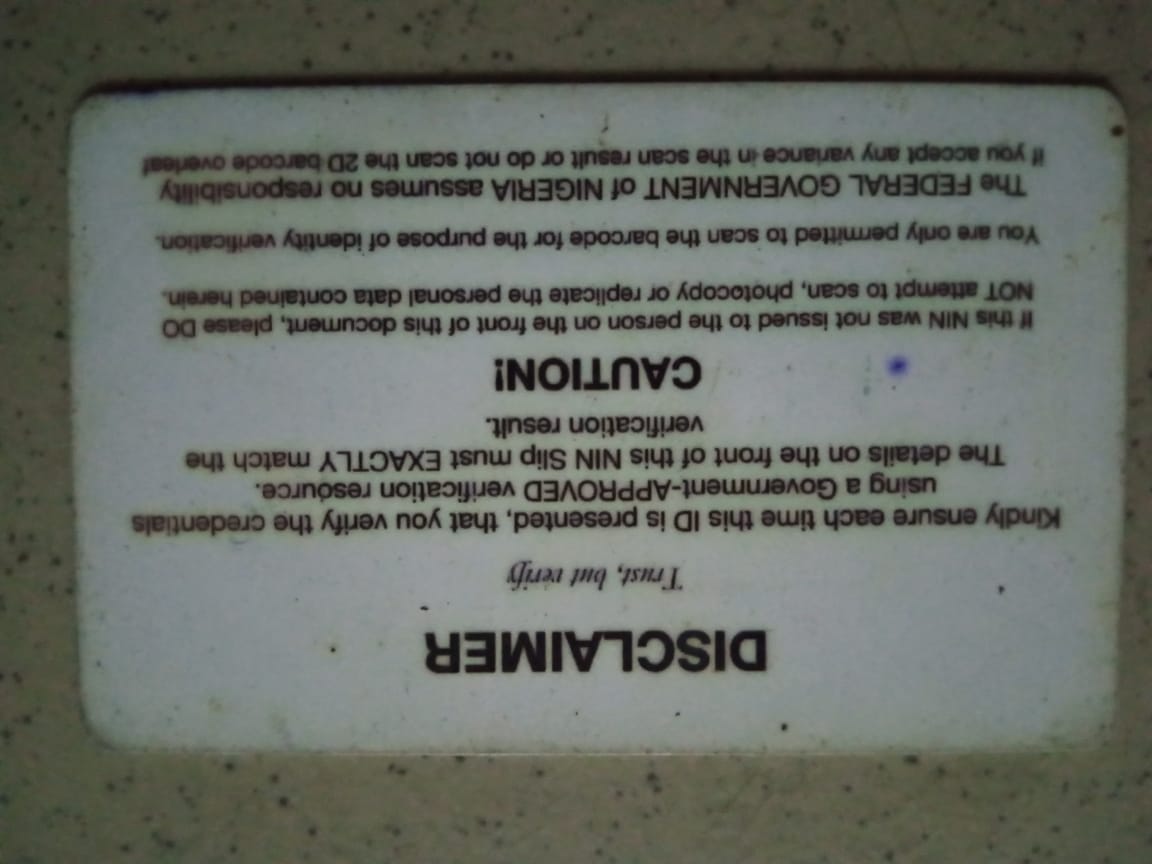 DISCLAIMER
Trust, but verify
Kindly ensure each time this ID is presented, that you verify the credentials
using a Government-APPROVED verification resource.
The details on the front of this NIN Slip must EXACTLY match the
verification result.
CAUTION!
If this NIN was not issued to the person on the front of this document, please DO
NOT attempt to scan, photocopy or replicate the personal data contained herein.
You are only permitted to scan the barcode for the purpose of identity verification.
The FEDERAL GOVERNMENT of NIGERIA assumes no responsibility
if you accept any variance in the scan result or do not scan the 2D barcode overleaf